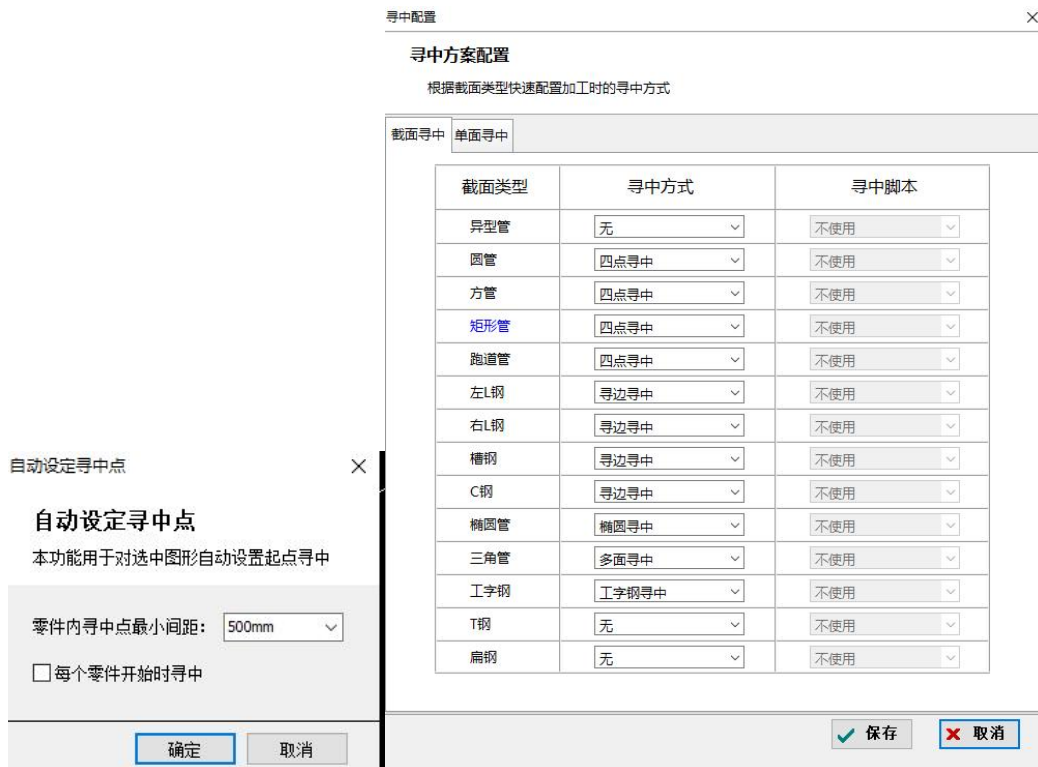 寻中配置
寻中方案配置
根据截面类型快速配置加工时的寻中方式
截面寻中 单面寻中
截面类型 寻中方式 寻中脚本
异型管 无 不使用
圆管 四点寻中 不使用
方管 四点寻中 不使用
矩形管 四点寻中 不使用
跑道管 四点寻中 不使用
左L钢 寻边寻中 不使用
右L钢 寻边寻中 不使用
槽钢 寻边寻中 不使用
C钢 寻边寻中 不使用
椭圆管 椭圆寻中 不使用
三角管 多面寻中 不使用
工字钢 工字钢寻中 不使用
T钢 无 不使用
扁钢 无 不使用
保存 取消
自动设定寻中点
自动设定寻中点
本功能用于对选中图形自动设置起点寻中
零件内寻中点最小间距： 500mm
每个零件开始时寻中
确定 取消